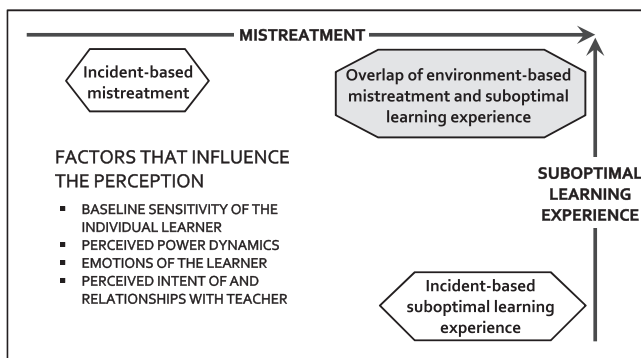 MISTREATMENT
Incident-based
mistreatment
Overlap of environment-based
mistreatment and suboptimal
learning experience
FACTORS THAT INFLUENCE
THE PERCEPTION
▪ BASELINE SENSITIVITY OF THE
INDIVIDUAL LEARNER
▪ PERCEIVED POWER DYNAMICS
▪ EMOTIONS OF THE LEARNER
▪ PERCEIVED INTENT OF AND
RELATIONSHIPS WITH TEACHER
SUBOPTIMAL
LEARNING
EXPERIENCE
Incident-based
suboptimal learning
experience